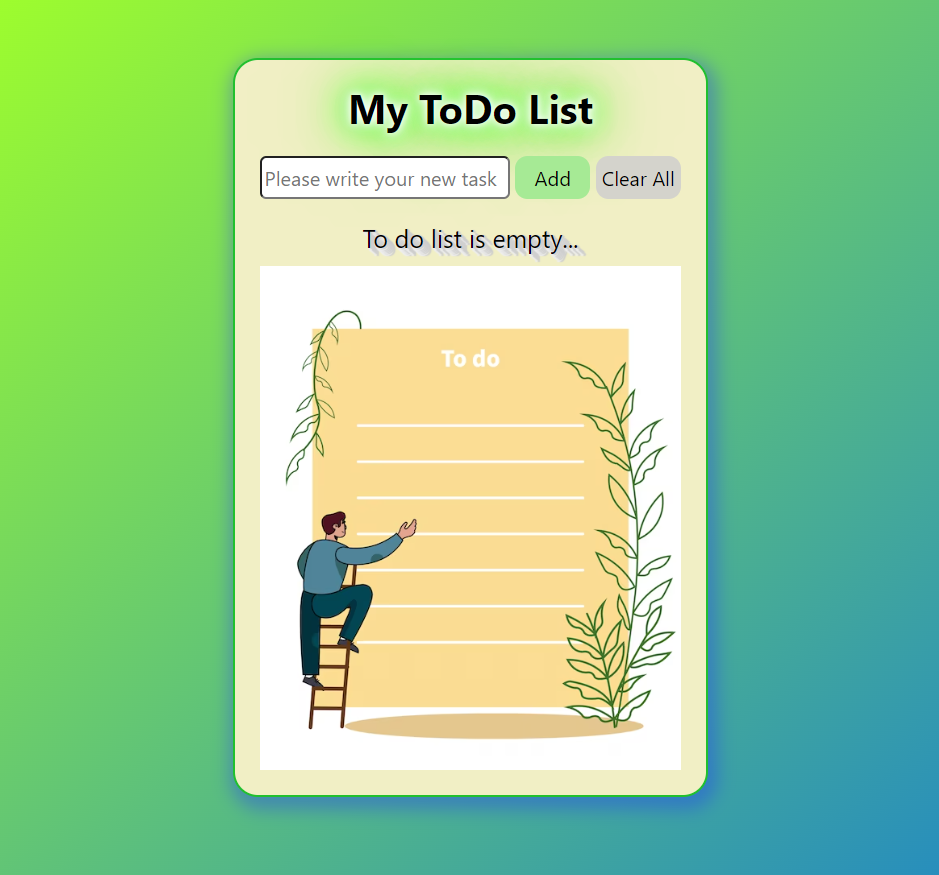 My ToDo List
Please write your new task Add Clear All
To do list is empty...
To do